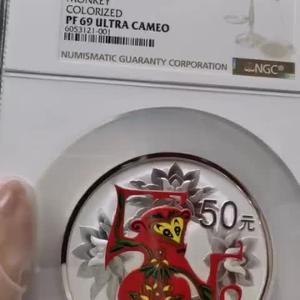 MONKEY
COLORIZED
PF 69 ULTRA CAMEO
6053121-001
NUMISMATIC GUARANTY CORPORATION
NGC®
50元